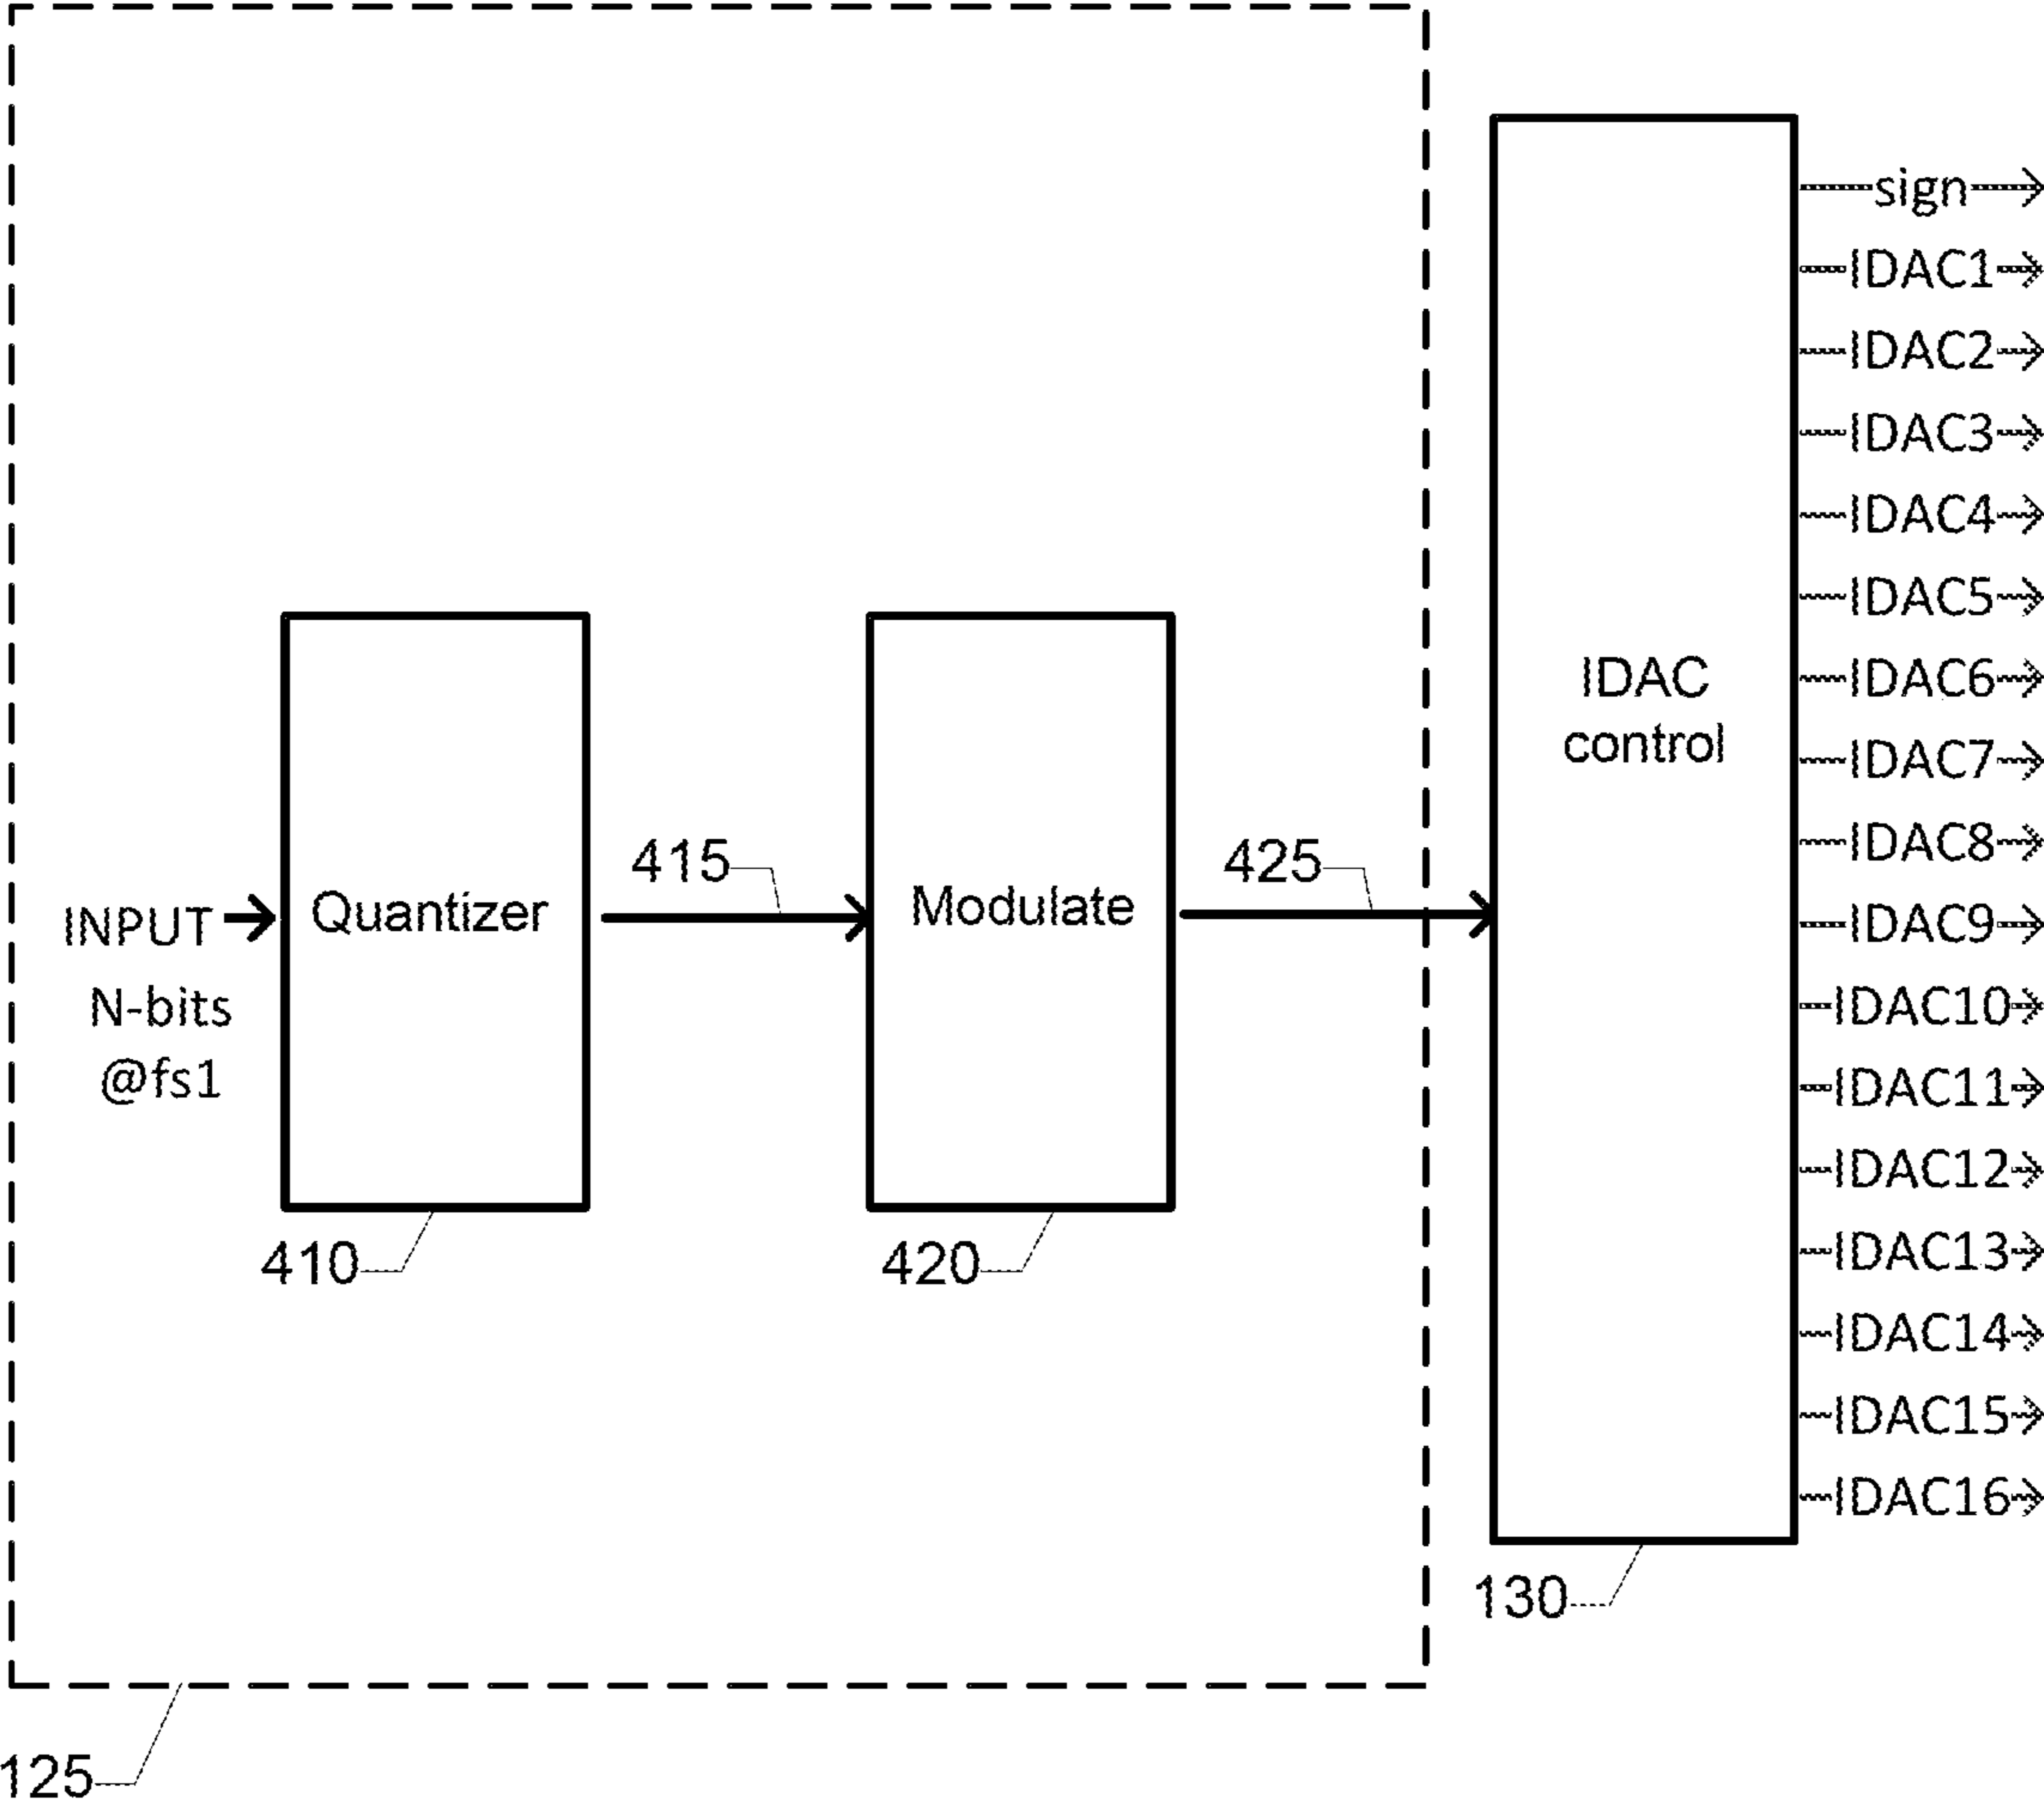 sign
IDAC1
IDAC2
IDAC3
IDAC4
IDAC5
IDAC6
IDAC7
IDAC8
IDAC9
IDAC10
IDAC11
IDAC12
IDAC13
IDAC14
IDAC15
IDAC16
IDAC
control
415
425
INPUT
N-bits
@fs1
Quantizer
Modulate
410
420
130
125